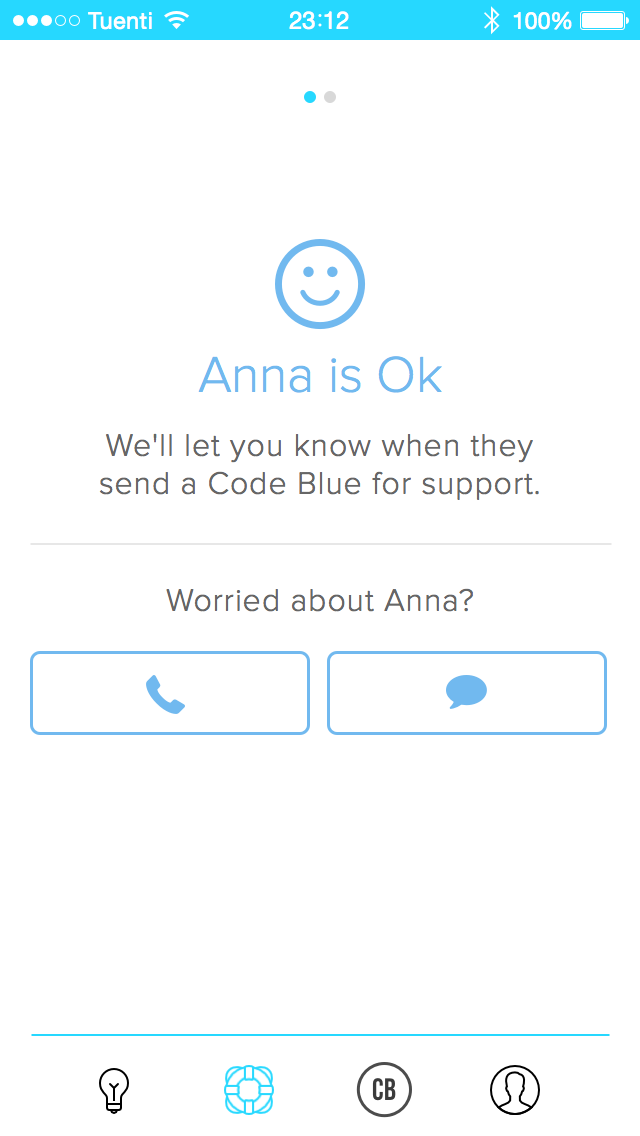 Tuenti 23:12 100%
Anna is Ok
We'll let you know when they
send a Code Blue for support.
Worried about Anna?
CB